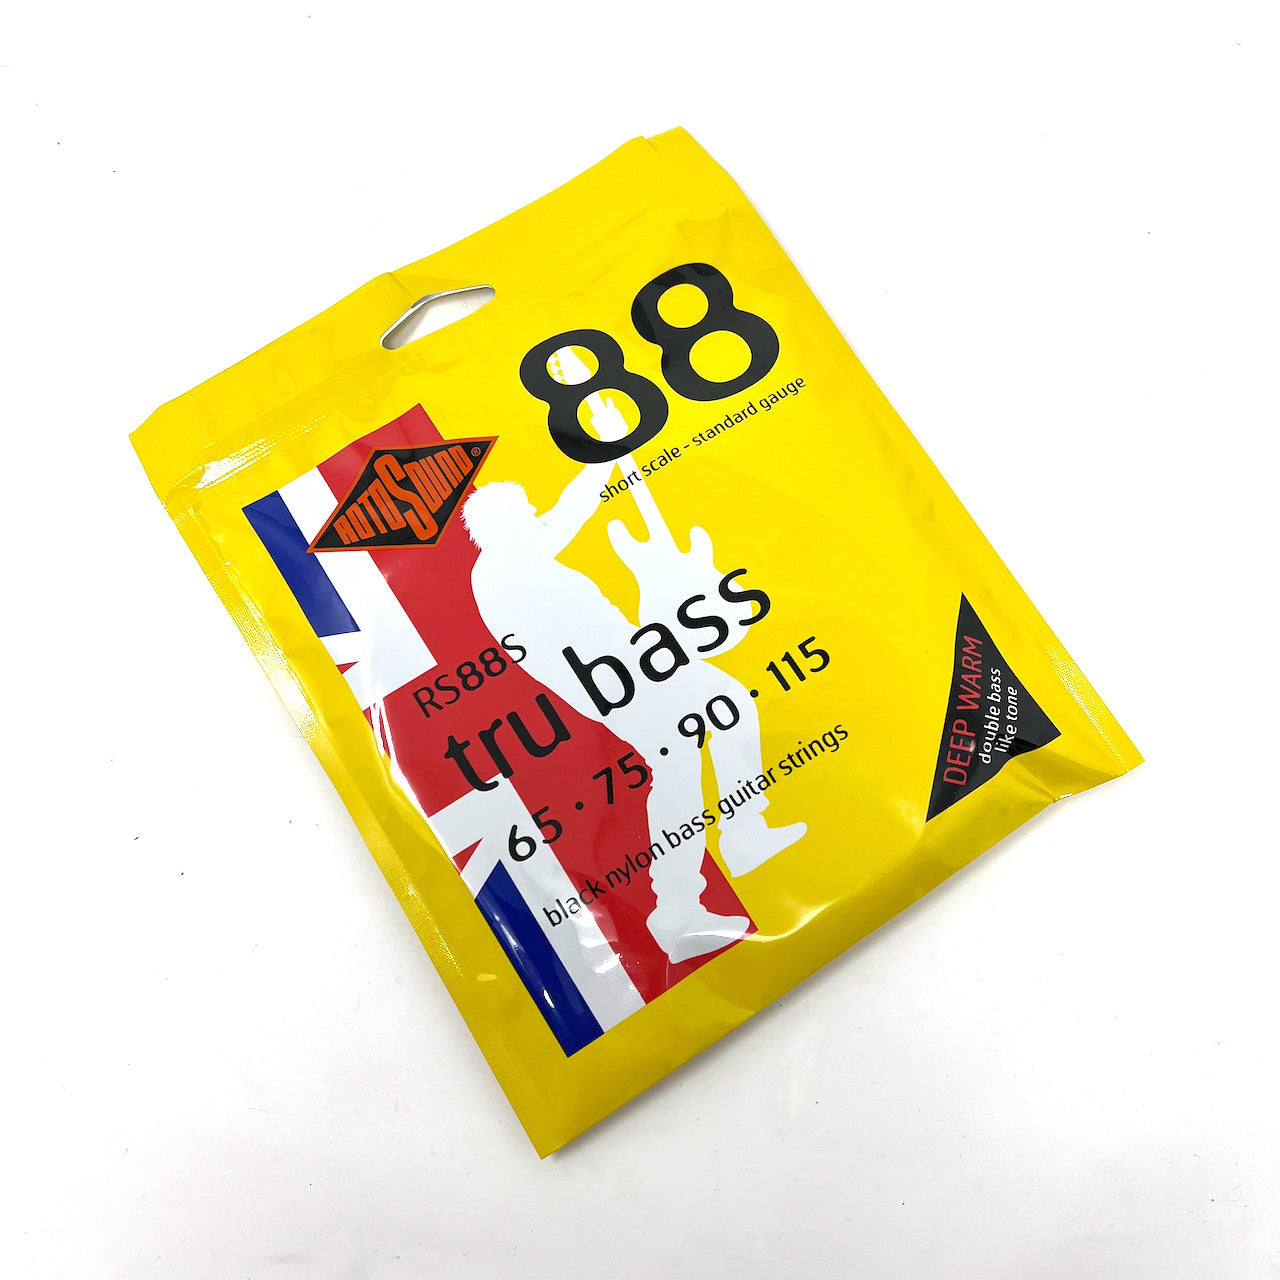 88
short scale - standard gauge
ROTOSOUND®
RS88S
tru bass
65 • 75 • 90 • 115
black nylon bass guitar strings
DEEP WARM
double bass
like tone